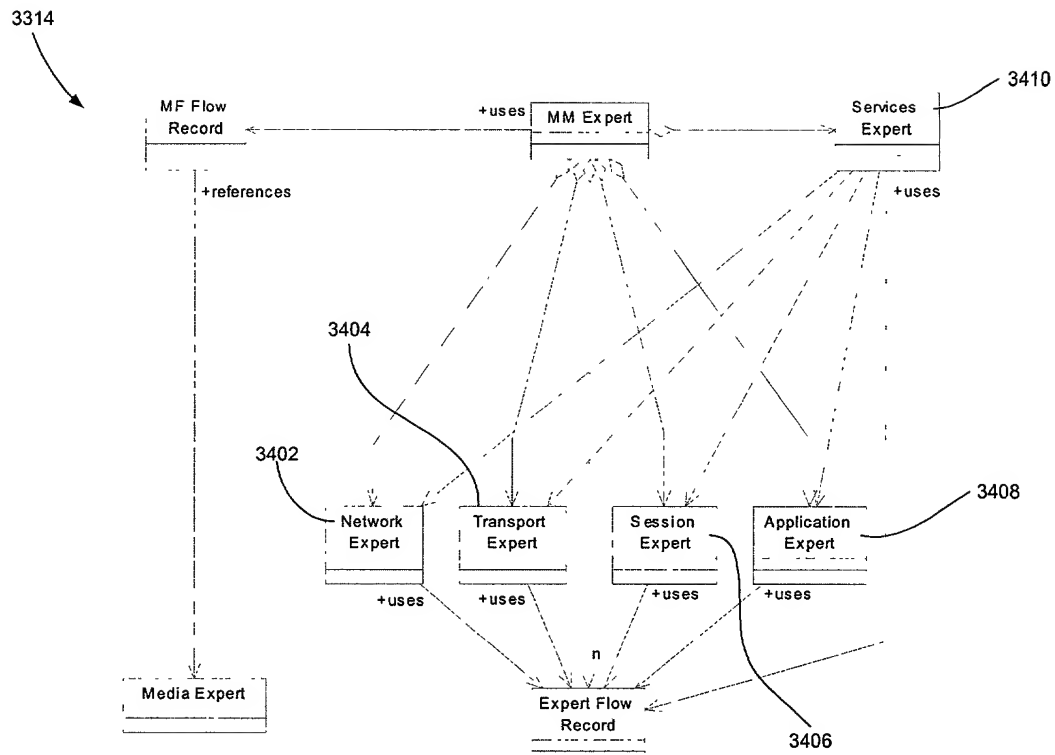 3314
MF Flow
Record
+uses
MM Expert
Services
Expert
3410
+references
+uses
3404
3402
3408
Network
Expert
Transport
Expert
Session
Expert
Application
Expert
+uses
+uses
+uses
+uses
n
Media Expert
Expert Flow
Record
3406